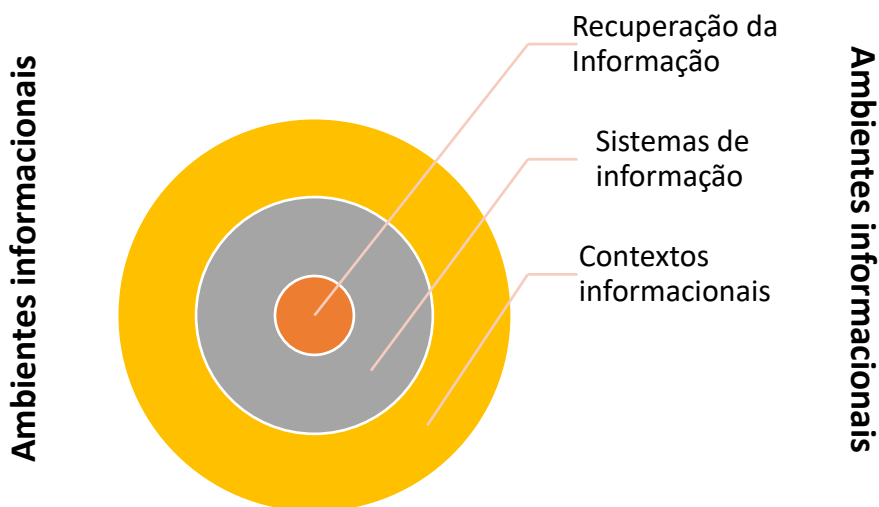 Ambientes informacionais
Recuperação da
Informação
Sistemas de
informação
Contextos
informacionais
Ambientes informacionais